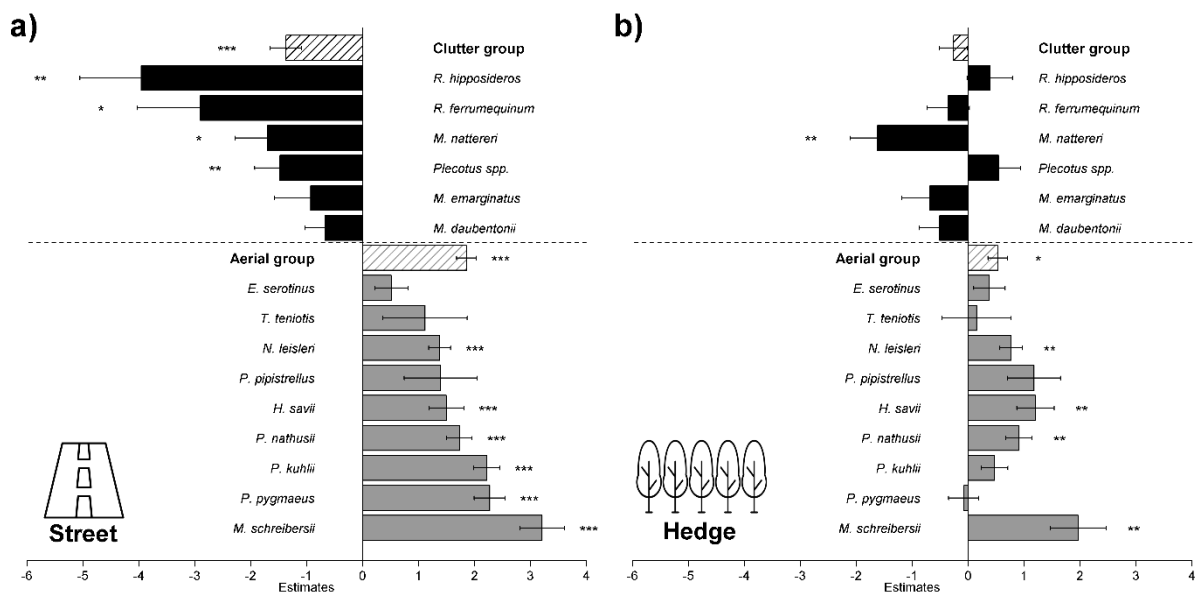 a)
***
Clutter group
**
R. hipposideros
*
R. ferrumequinum
*
M. nattereri
**
Plecotus spp.
M. emarginatus
M. daubentonii
Aerial group
***
E. serotinus
T. teniotis
N. leisleri
***
P. pipistrellus
H. savii
***
P. nathusii
***
P. kuhlii
***
P. pygmaeus
***
M. schreibersii
***
Street
-6 -5 -4 -3 -2 -1 0 1 2 3 4
Estimates
b)
Clutter group
R. hipposideros
R. ferrumequinum
**
M. nattereri
Plecotus spp.
M. emarginatus
M. daubentonii
Aerial group
*
E. serotinus
T. teniotis
N. leisleri
**
P. pipistrellus
H. savii
**
P. nathusii
**
P. kuhlii
P. pygmaeus
M. schreibersii
**
Hedge
-6 -5 -4 -3 -2 -1 0 1 2 3 4
Estimates